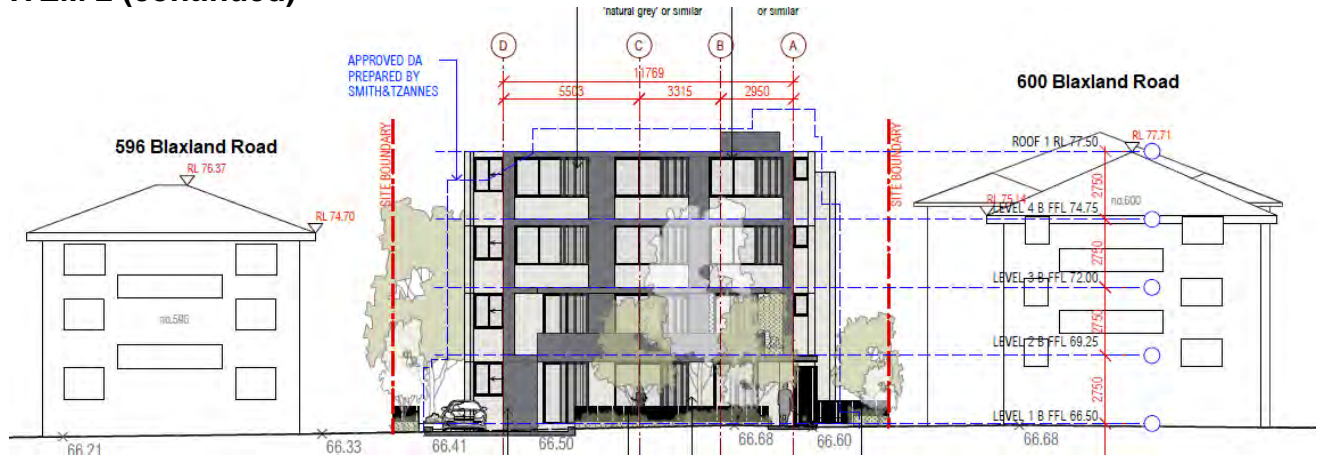 ITEM 2 (continued)
'natural grey' or similar
or similar
D
C
B
A
APPROVED DA
PREPARED BY
SMITH&TZANNES
11769
5503
3315
2950
600 Blaxland Road
596 Blaxland Road
RL 76.37
RL 74.70
SITE BOUNDARY
SITE BOUNDARY
ROOF 1 RL 77.50
RL 77.71
2750
RL 75.14
no.600
LEVEL 4 B FFL 74.75
2750
LEVEL 3 B FFL 72.00
no.596
2750
LEVEL 2 B FFL 69.25
2750
LEVEL 1 B FFL 66.50
66.21
66.33
66.41
66.50
66.68
66.60
66.68